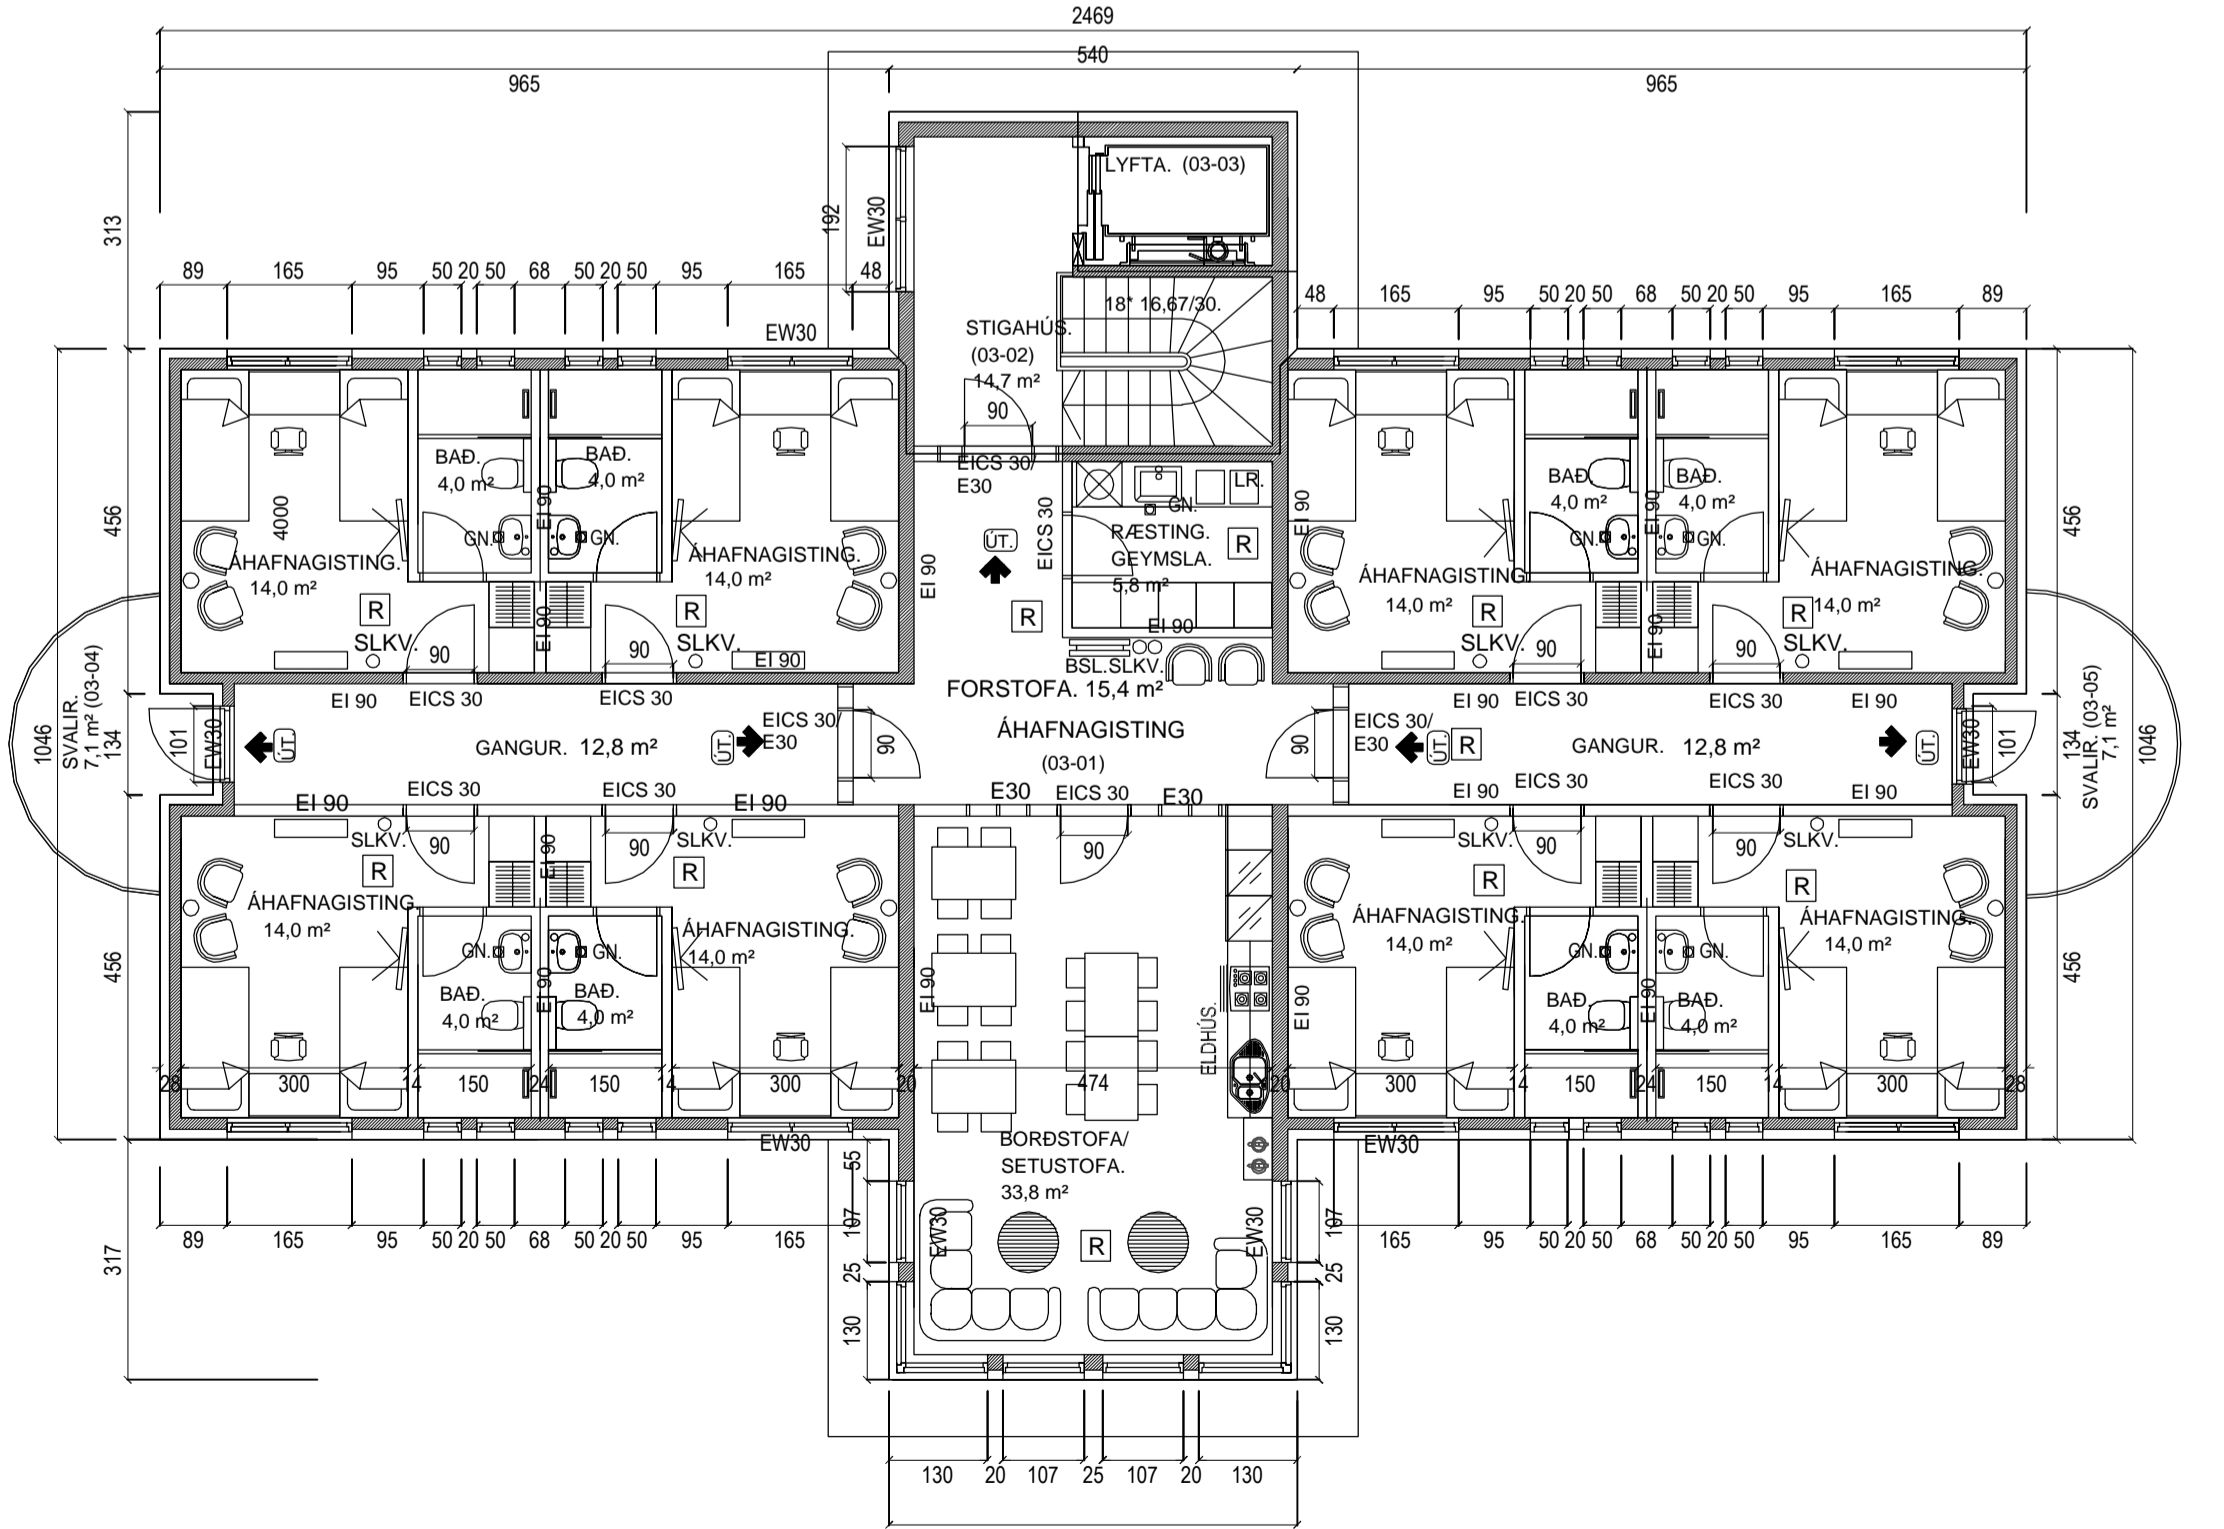 2469
540
965
965
313
192
EW30
LYFTA. (03-03)
89 165 95 50 20 50 68 50 20 50 95 165 48
EW30
48 165 95 50 20 50 68 50 20 50 95 165 89
18* 16,67/30.
STIGAHÚS.
(03-02)
14,7 m²
90
EICS 30/
E30
456
4000
ÁHAFNAGISTING.
14,0 m²
R
SLKV.
90
BAÐ.
4,0 m²
GN.
EI 90
EI 90
BAÐ.
4,0 m²
GN.
ÁHAFNAGISTING.
14,0 m²
R
SLKV.
90
EI 90
EI 90
ÚT.
EICS 30
R
GN.
LR.
RÆSTING.
GEYMSLA.
5,8 m²
R
EI 90
BSL.SLKV.
FORSTOFA. 15,4 m²
ÁHAFNAGISTING
(03-01)
EI 90
ÁHAFNAGISTING.
14,0 m²
R
SLKV.
90
BAÐ.
4,0 m²
GN.
EI 90
EI 90
BAÐ.
4,0 m²
GN.
ÁHAFNAGISTING.
14,0 m²
R
SLKV.
90
456
1046
SVALIR.
7,1 m² (03-04)
134
101
EW30
ÚT.
EI 90
EICS 30
EICS 30
GANGUR. 12,8 m²
ÚT.
EICS 30/
E30
90
EI 90
EICS 30
EICS 30
EI 90
90
EICS 30/
E30
ÚT.
R
EI 90
EICS 30
EICS 30
EI 90
GANGUR. 12,8 m²
ÚT.
EW30
101
134
SVALIR. (03-05)
7,1 m²
1046
EI 90
EICS 30
EICS 30
EI 90
E30
EICS 30
E30
90
456
SLKV.
R
90
ÁHAFNAGISTING.
14,0 m²
EI 90
GN.
BAÐ.
4,0 m²
EI 90
GN.
BAÐ.
4,0 m²
90
SLKV.
R
ÁHAFNAGISTING.
14,0 m²
EI 90
ELDHÚS.
EI 90
SLKV.
R
90
ÁHAFNAGISTING.
14,0 m²
GN.
BAÐ.
4,0 m²
EI 90
GN.
BAÐ.
4,0 m²
90
SLKV.
R
ÁHAFNAGISTING.
14,0 m²
456
28 300 14 150 24 150 14 300 20 474 20 300 14 150 24 150 14 300 28
EW30
BORÐSTOFA/
SETUSTOFA.
33,8 m²
EW30
55
107
25
130
EW30
R
EW30
107
25
130
317
89 165 95 50 20 50 68 50 20 50 95 165
165 95 50 20 50 68 50 20 50 95 165 89
130 20 107 25 107 20 130